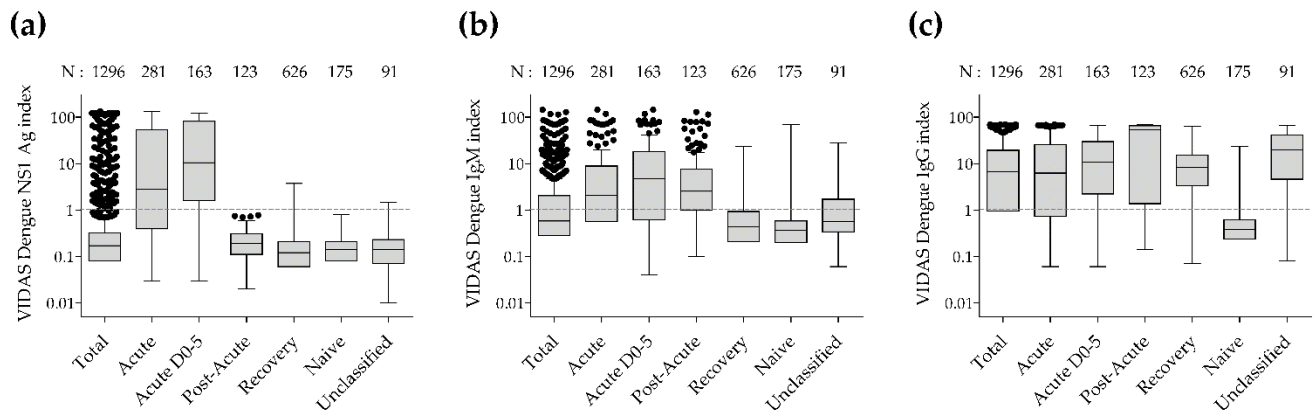 (a)
N : 1296 281 163 123 626 175 91
VIDAS Dengue NS1 Ag index
100
10
1
0.1
0.01
Total
Acute
Acute D0-5
Post-Acute
Recovery
Naive
Unclassified
(b)
N : 1296 281 163 123 626 175 91
VIDAS Dengue IgM index
100
10
1
0.1
0.01
Total
Acute
Acute D0-5
Post-Acute
Recovery
Naive
Unclassified
(c)
N : 1296 281 163 123 626 175 91
VIDAS Dengue IgG index
100
10
1
0.1
0.01
Total
Acute
Acute D0-5
Post-Acute
Recovery
Naive
Unclassified